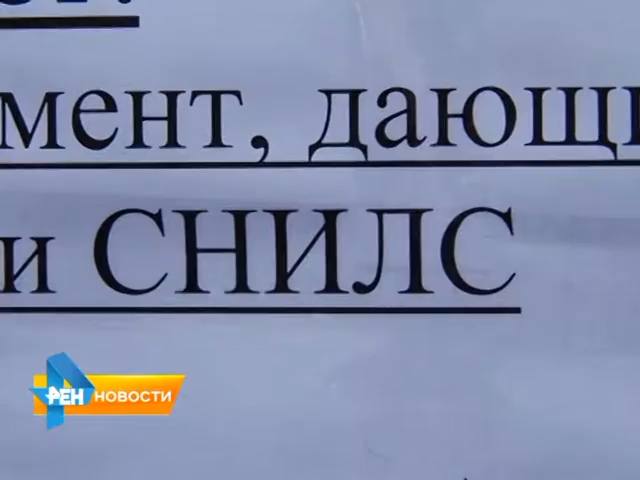 мент, дающ
и СНИЛС
РЕН НОВОСТИ